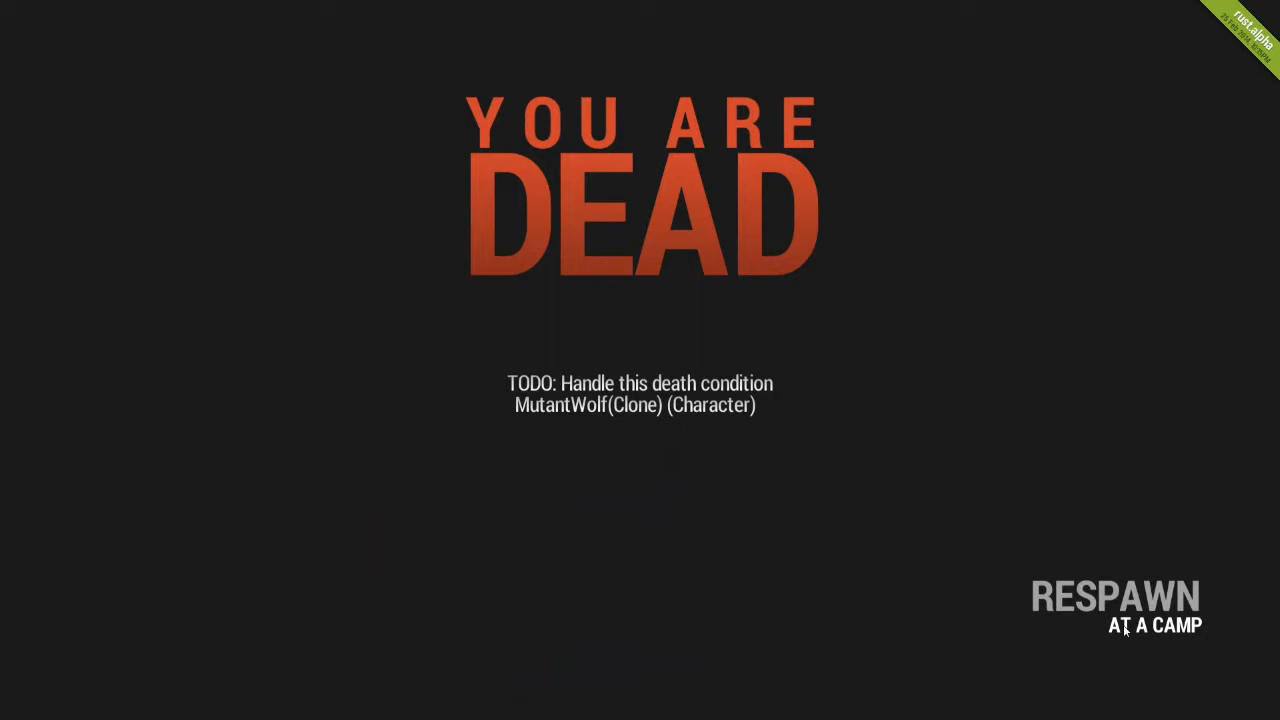 rust.alpha
YOU ARE
DEAD
TODO: Handle this death condition
MutantWolf(Clone) (Character)
RESPAWN
AT A CAMP